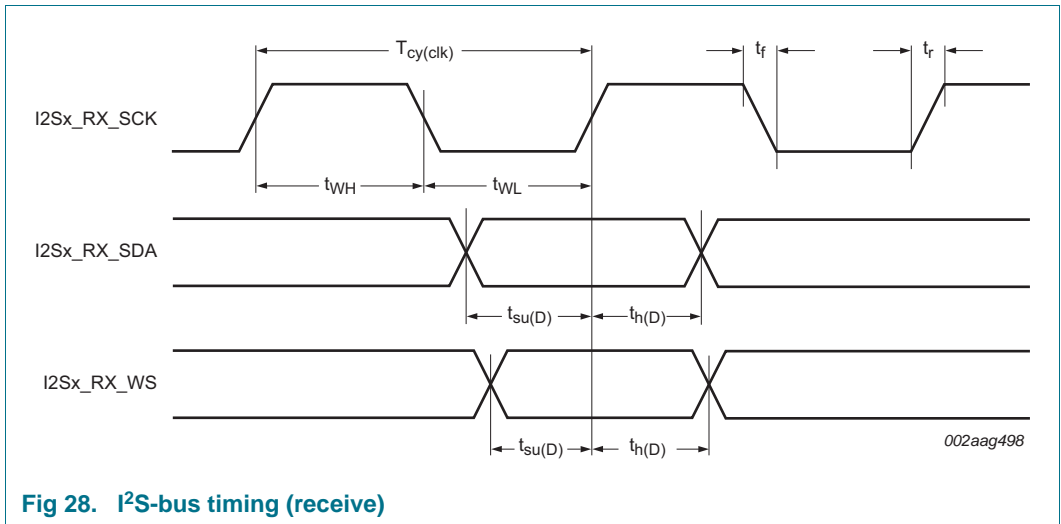 T_cy(clk)
t_f
t_r
I2Sx_RX_SCK
t_WH
t_WL
I2Sx_RX_SDA
t_su(D)
t_h(D)
I2Sx_RX_WS
t_su(D)
t_h(D)
002aag498
Fig 28. I²S-bus timing (receive)